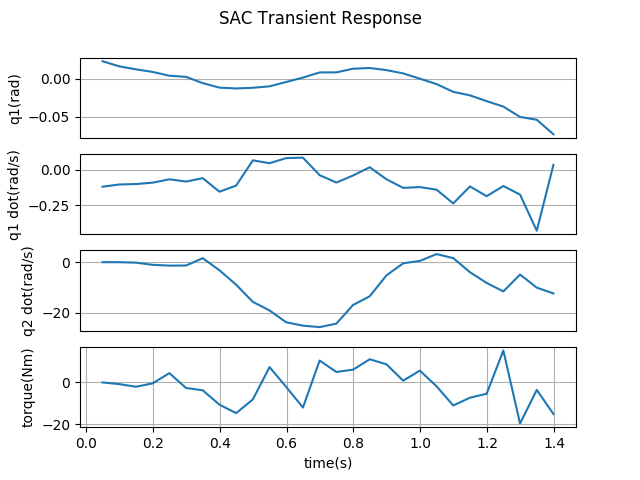 SAC Transient Response
q1(rad)
0.00
−0.05
q1 dot(rad/s)
0.00
−0.25
q2 dot(rad/s)
0
−20
torque(Nm)
0
−20
0.0 0.2 0.4 0.6 0.8 1.0 1.2 1.4
time(s)